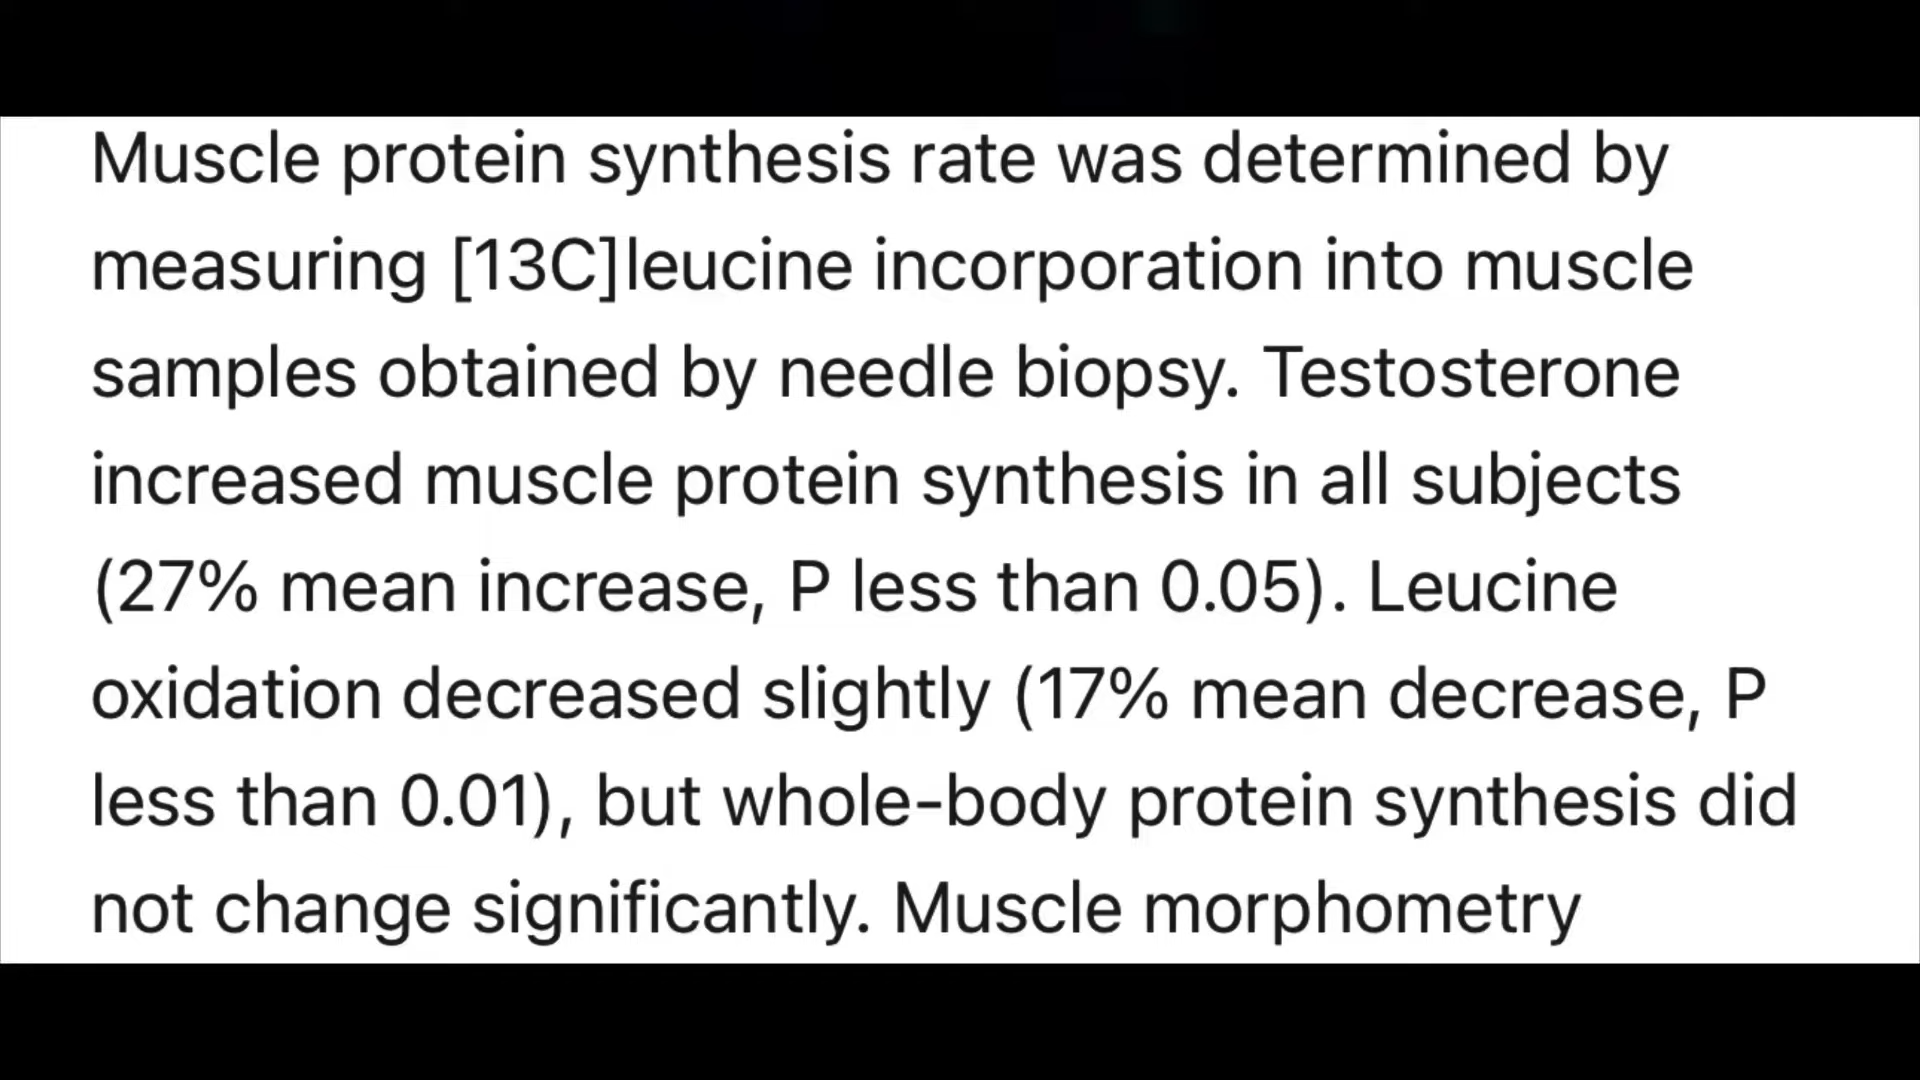 Muscle protein synthesis rate was determined by
measuring [13C]leucine incorporation into muscle
samples obtained by needle biopsy. Testosterone
increased muscle protein synthesis in all subjects
(27% mean increase, P less than 0.05). Leucine
oxidation decreased slightly (17% mean decrease, P
less than 0.01), but whole-body protein synthesis did
not change significantly. Muscle morphometry